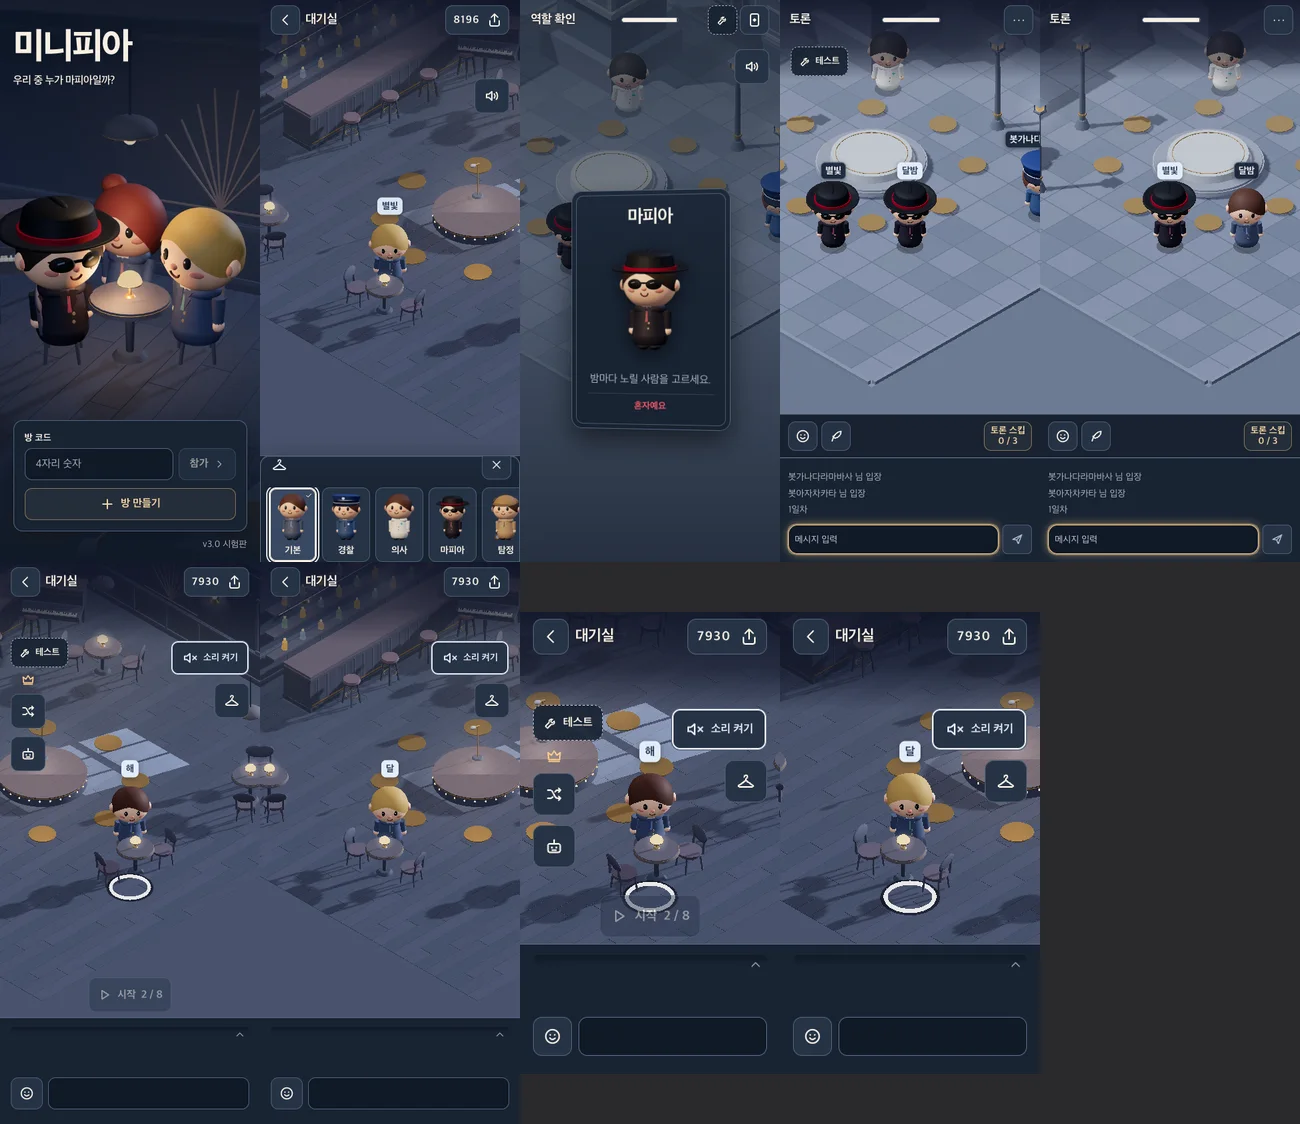 미니피아
우리 중 누가 마피아일까?
방 코드
4자리 숫자
참가
방 만들기
v3.0 시험판
대기실
8196
별빛
기본
경찰
의사
마피아
탐정
역할 확인
마피아
밤마다 노릴 사람을 고르세요.
혼자예요
토론
테스트
붓가나다
별빛
달밤
토론 스킵
0 / 3
붓가나다라마바사 님 입장
붓아자차카타 님 입장
1일차
메시지 입력
토론
별빛
달밤
토론 스킵
0 / 3
붓가나다라마바사 님 입장
붓아자차카타 님 입장
1일차
메시지 입력
대기실
7930
테스트
소리 켜기
해
시작 2 / 8
대기실
7930
소리 켜기
달
대기실
7930
테스트
소리 켜기
해
시작 2 / 8
대기실
7930
소리 켜기
달